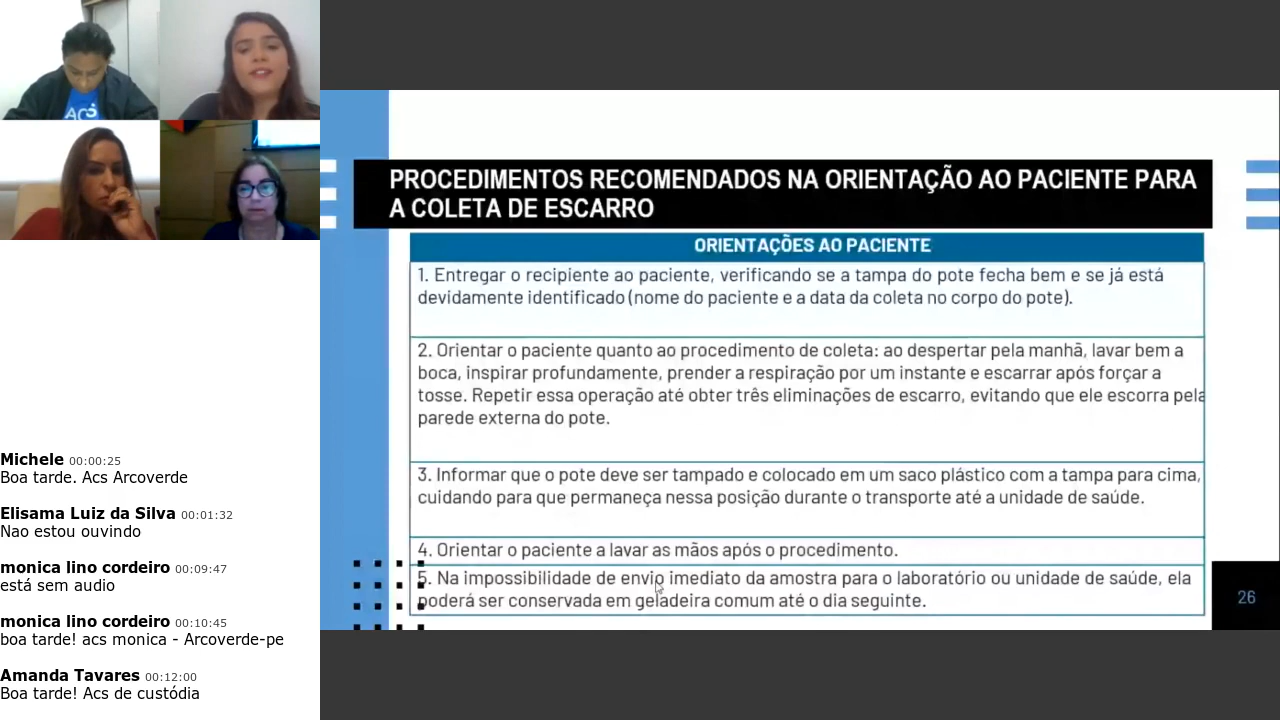 ACS
PROCEDIMENTOS RECOMENDADOS NA ORIENTAÇÃO AO PACIENTE PARA
A COLETA DE ESCARRO
ORIENTAÇÕES AO PACIENTE
1. Entregar o recipiente ao paciente, verificando se a tampa do pote fecha bem e se já está
devidamente identificado (nome do paciente e a data da coleta no corpo do pote).
2. Orientar o paciente quanto ao procedimento de coleta: ao despertar pela manhã, lavar bem a
boca, inspirar profundamente, prender a respiração por um instante e escarrar após forçar a
tosse. Repetir essa operação até obter três eliminações de escarro, evitando que ele escorra pela
parede externa do pote.
3. Informar que o pote deve ser tampado e colocado em um saco plástico com a tampa para cima,
cuidando para que permaneça nessa posição durante o transporte até a unidade de saúde.
4. Orientar o paciente a lavar as mãos após o procedimento.
5. Na impossibilidade de envio imediato da amostra para o laboratório ou unidade de saúde, ela
poderá ser conservada em geladeira comum até o dia seguinte.
26
Michele 00:00:25
Boa tarde. Acs Arcoverde
Elisama Luiz da Silva 00:01:32
Nao estou ouvindo
monica lino cordeiro 00:09:47
está sem audio
monica lino cordeiro 00:10:45
boa tarde! acs monica - Arcoverde-pe
Amanda Tavares 00:12:00
Boa tarde! Acs de custódia